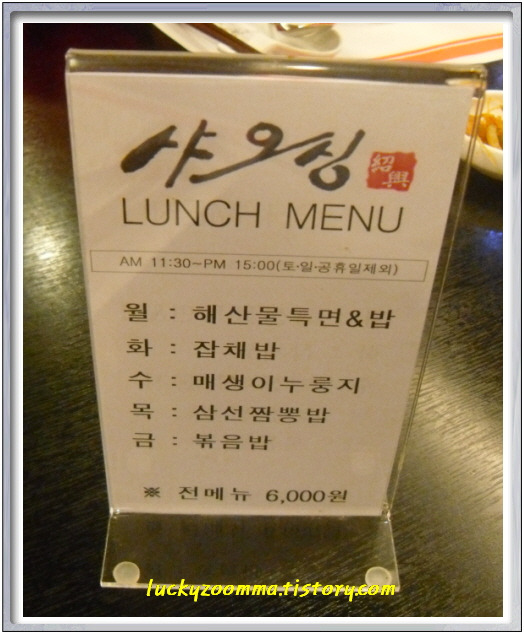 샤오싱 紹興
LUNCH MENU
AM 11:30~PM 15:00(토·일·공휴일제외)
월 : 해산물특면&밥
화 : 잡채밥
수 : 매생이누룽지
목 : 삼선짬뽕밥
금 : 볶음밥
※ 전메뉴 6,000원
luckyzoomma.tistory.com